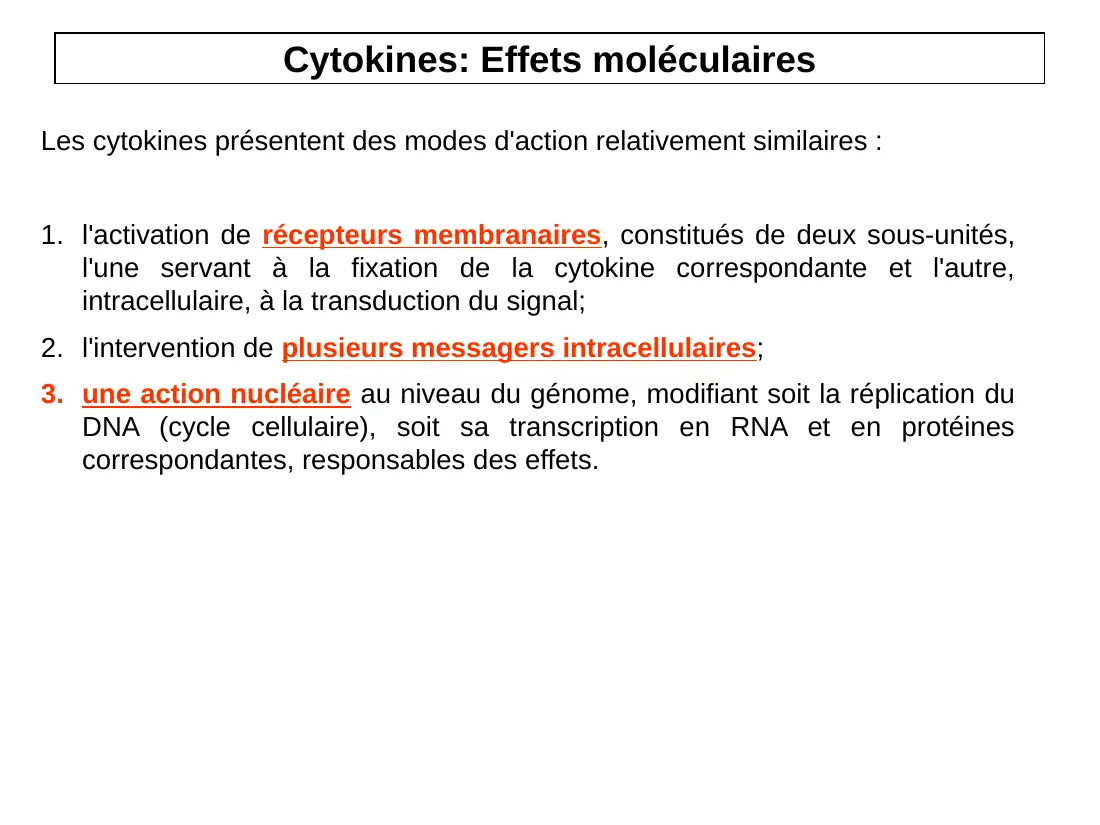 Cytokines: Effets moléculaires
Les cytokines présentent des modes d'action relativement similaires :
1. l'activation de récepteurs membranaires, constitués de deux sous-unités,
l'une servant à la fixation de la cytokine correspondante et l'autre,
intracellulaire, à la transduction du signal;
2. l'intervention de plusieurs messagers intracellulaires;
3. une action nucléaire au niveau du génome, modifiant soit la réplication du
DNA (cycle cellulaire), soit sa transcription en RNA et en protéines
correspondantes, responsables des effets.